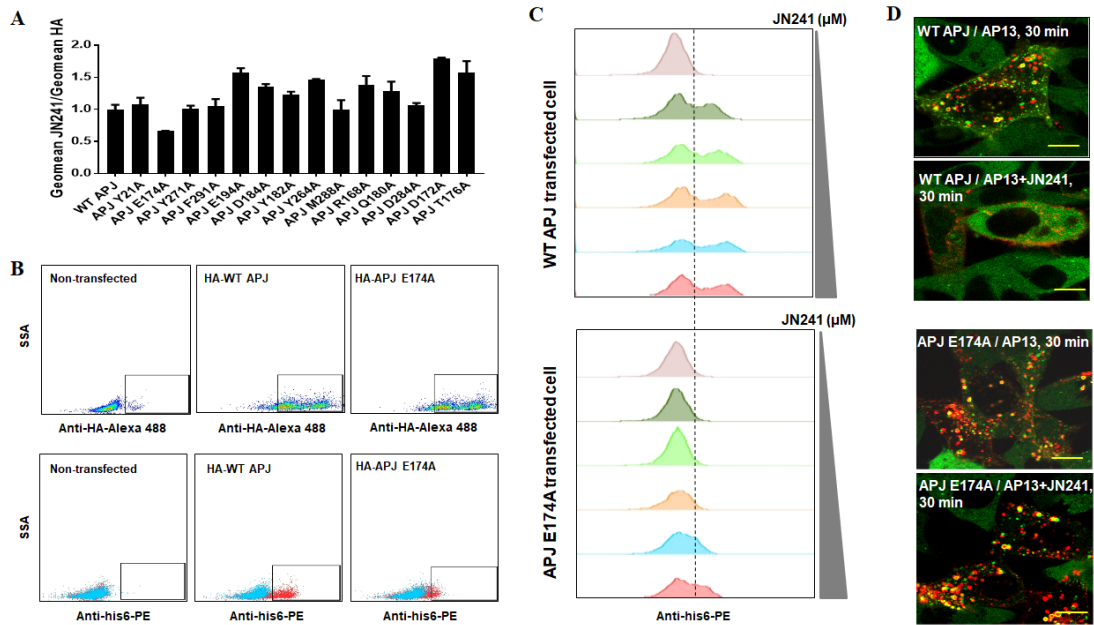 A
Geomean JN241/Geomean HA
2.0
1.5
1.0
0.5
0.0
WT APJ
APJ Y21A
APJ E174A
APJ Y271A
APJ F291A
APJ E194A
APJ D184A
APJ Y182A
APJ Y264A
APJ M288A
APJ R168A
APJ Q180A
APJ D284A
APJ D172A
APJ T176A
B
Non-transfected
HA-WT APJ
HA-APJ E174A
SSA
Anti-HA-Alexa 488
Anti-HA-Alexa 488
Anti-HA-Alexa 488
Non-transfected
HA-WT APJ
HA-APJ E174A
SSA
Anti-his6-PE
Anti-his6-PE
Anti-his6-PE
C
JN241 (μM)
WT APJ transfected cell
JN241 (μM)
APJ E174A transfected cell
Anti-his6-PE
D
WT APJ / AP13, 30 min
WT APJ / AP13+JN241,
30 min
APJ E174A / AP13, 30 min
APJ E174A / AP13+JN241,
30 min